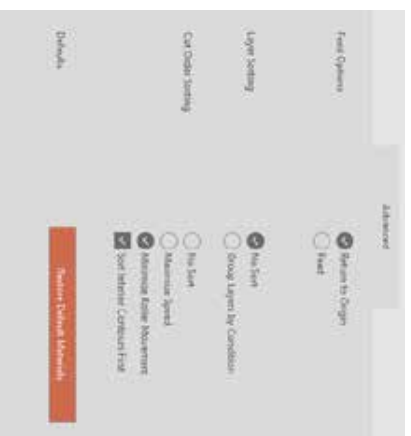 Advanced
Feed Options
Return to Origin
Feed
Layer Sorting
No Sort
Group Layers by Condition
Cut Order Sorting
No Sort
Maximize Speed
Minimize Roller Movement
Sort Interior Contours First
Defaults
Restore Default Materials